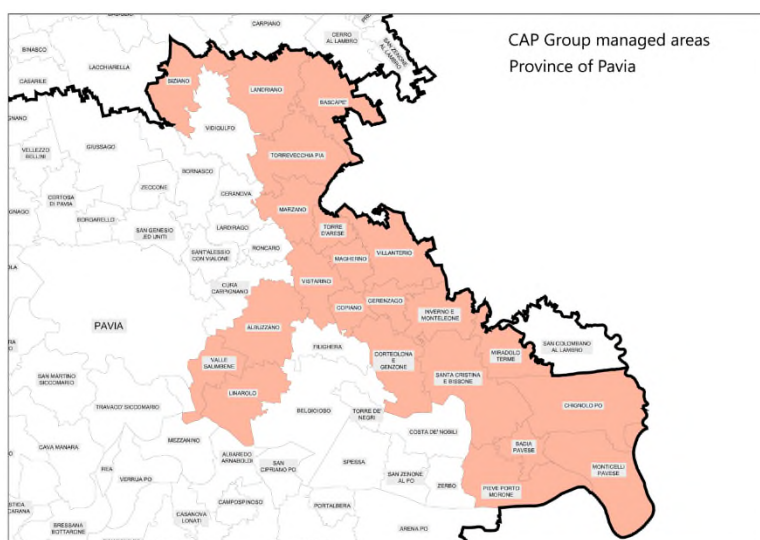 CAP Group managed areas
Province of Pavia
CARPIANO
CERRO
AL LAMBRO
SAN ZENONE
AL LAMBRO
BINASCO
LACCHIARELLA
CASARILE
SIZIANO
LANDRIANO
BASCAPE'
VIDIGULFO
GIUSSAGO
VELLEZZO
BELLINI
TORREVECCHIA PIA
BORNASCO
ZECCONE
CERANOVA
CERTOSA
DI PAVIA
BORGARELLO
MARZANO
LARDIRAGO
SAN GENESIO
ED UNITI
TORRE
D'ARESE
SANT'ALESSIO
CON VIALONE
RONCARO
VILLANTERIO
MAGHERNO
VISTARINO
CURA
CARPIGNANO
GERENZAGO
COPIANO
INVERNO E
MONTELEONE
PAVIA
ALBUZZANO
FILIGHERA
SAN COLOMBANO
AL LAMBRO
MIRADOLO
TERME
VALLE
SALIMBENE
CORTEOLONA
E
GENZONE
SANTA CRISTINA
E BISSONE
SAN MARTINO
SICCOMARIO
LINAROLO
TRAVACO' SICCOMARIO
BELGIOIOSO
TORRE DE'
NEGRI
CHIGNOLO PO
COSTA DE' NOBILI
MEZZANINO
CAVA MANARA
BADIA
PAVESE
ALBAREDO
ARNABOLDI
SAN
CIPRIANO PO
SPESSA
SAN ZENONE
AL PO
MONTICELLI
PAVESE
REA
VERRUA PO
ZERBO
PIEVE PORTO
MORONE
CAMPOSPINOSO
PORTALBERA
CASANOVA
LONATI
BRESSANA
BOTTARONE
ARENA PO